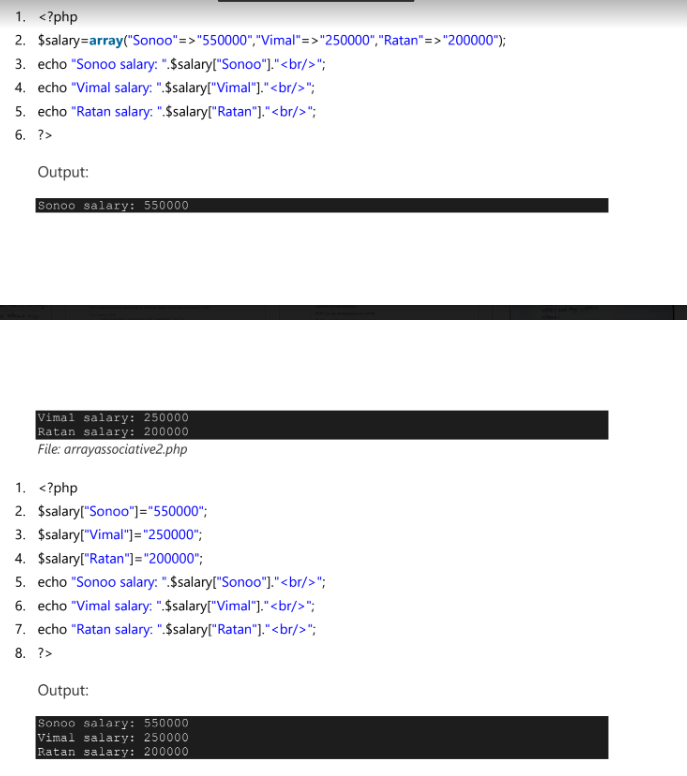 1. <?php
2. $salary=array("Sonoo"=>"550000","Vimal"=>"250000","Ratan"=>"200000");
3. echo "Sonoo salary: ".$salary["Sonoo"]."<br/>";
4. echo "Vimal salary: ".$salary["Vimal"]."<br/>";
5. echo "Ratan salary: ".$salary["Ratan"]."<br/>";
6. ?>
Output:
Sonoo salary: 550000
Vimal salary: 250000
Ratan salary: 200000
File: arrayassociative2.php
1. <?php
2. $salary["Sonoo"]="550000";
3. $salary["Vimal"]="250000";
4. $salary["Ratan"]="200000";
5. echo "Sonoo salary: ".$salary["Sonoo"]."<br/>";
6. echo "Vimal salary: ".$salary["Vimal"]."<br/>";
7. echo "Ratan salary: ".$salary["Ratan"]."<br/>";
8. ?>
Output:
Sonoo salary: 550000
Vimal salary: 250000
Ratan salary: 200000